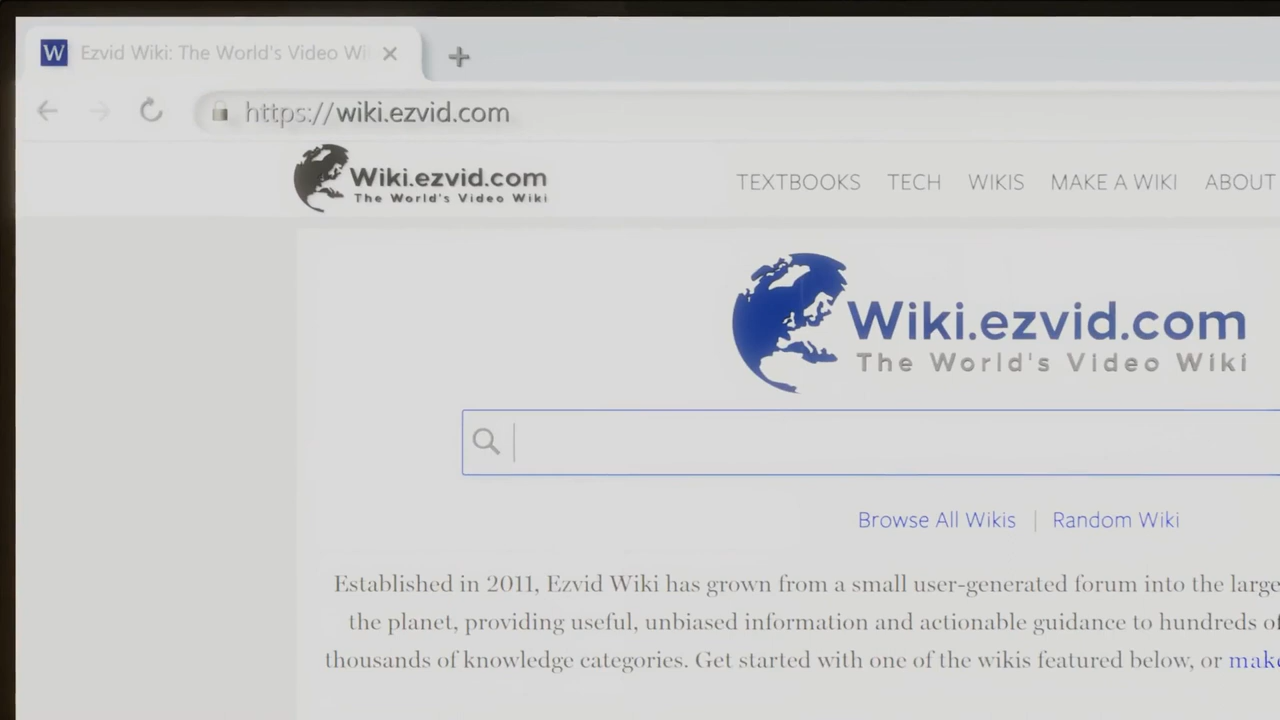 W Ezvid Wiki: The World's Video Wi
https://wiki.ezvid.com
Wiki.ezvid.com
The World's Video Wiki
TEXTBOOKS TECH WIKIS MAKE A WIKI ABOUT
Wiki.ezvid.com
The World's Video Wiki
Browse All Wikis | Random Wiki
Established in 2011, Ezvid Wiki has grown from a small user-generated forum into the large
the planet, providing useful, unbiased information and actionable guidance to hundreds of
thousands of knowledge categories. Get started with one of the wikis featured below, or make